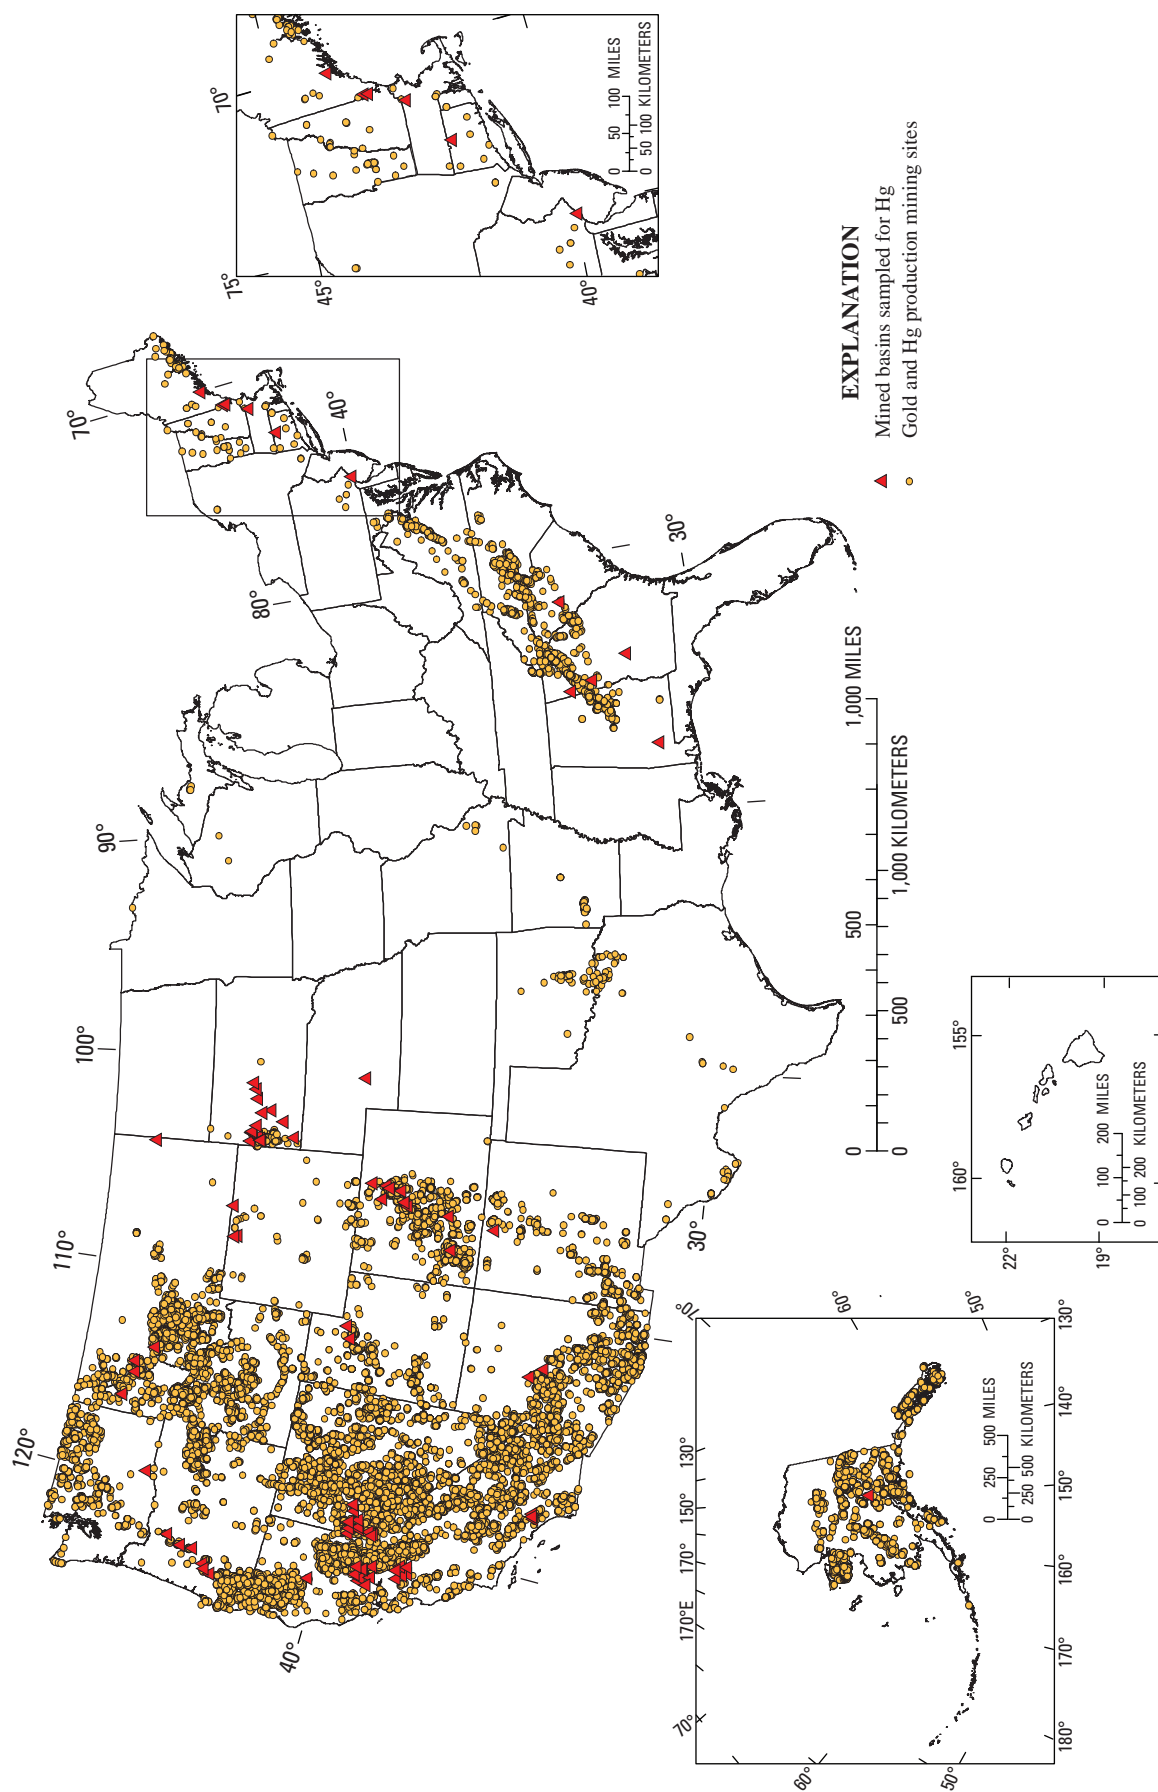 75°
70°
45°
40°
0 50 100 MILES
0 50 100 KILOMETERS
120°
110°
100°
90°
80°
70°
40°
40°
30°
30°
0 500 1,000 MILES
0 500 1,000 KILOMETERS
EXPLANATION
Mined basins sampled for Hg
Gold and Hg production mining sites
170°E
170°
150°
130°
70°
70°
60°
60°
50°
50°
180°
170°
160°
150°
140°
130°
0 250 500 MILES
0 250 500 KILOMETERS
160°
155°
22°
19°
0 100 200 MILES
0 100 200 KILOMETERS